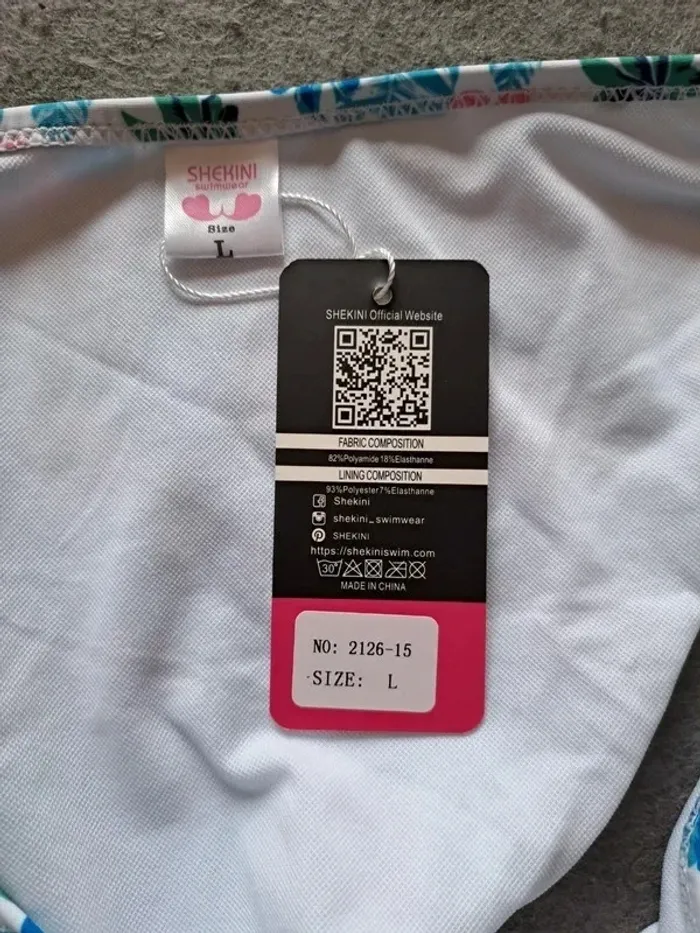 SHEKINI
swimwear
Size
L
SHEKINI Official Website
FABRIC COMPOSITION
82%Polyamide 18%Elasthanne
LINING COMPOSITION
93%Polyester7%Elasthanne
Shekini
shekini_swimwear
SHEKINI
https://shekiniswim.com
30°
MADE IN CHINA
NO: 2126-15
SIZE: L